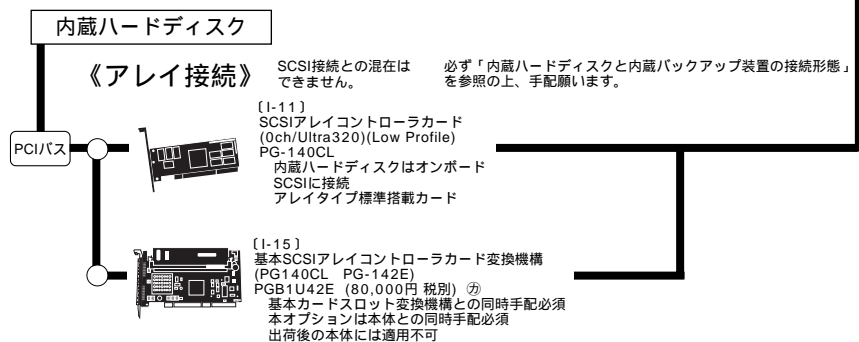 内蔵ハードディスク
《アレイ接続》
SCSI接続との混在は
できません。
必ず「内蔵ハードディスクと内蔵バックアップ装置の接続形態」
を参照の上、手配願います。
PCIバス
〔I-11〕
SCSIアレイコントローラカード
(0ch/Ultra320)(Low Profile)
PG-140CL
内蔵ハードディスクはオンボード
SCSIに接続
アレイタイプ標準搭載カード
〔I-15〕
基本SCSIアレイコントローラカード変換機構
(PG140CL PG-142E)
PGB1U42E (80,000円 税別) ㋕
基本カードスロット変換機構との同時手配必須
本オプションは本体との同時手配必須
出荷後の本体には適用不可